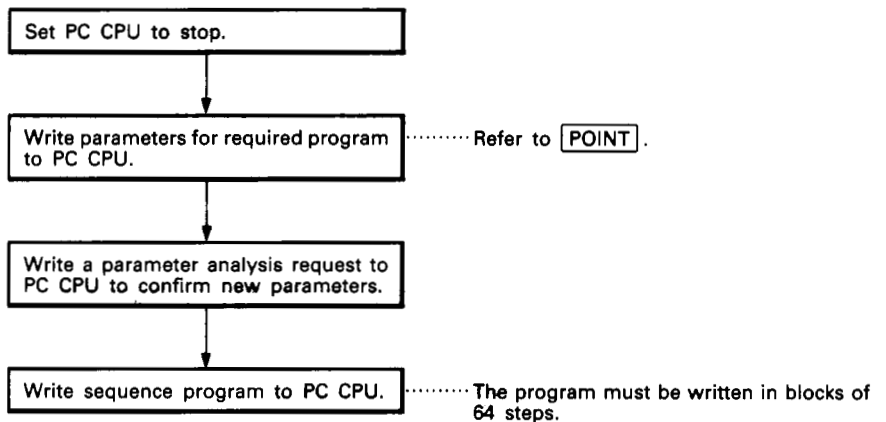 Set PC CPU to stop.
Write parameters for required program
to PC CPU.
Refer to POINT .
Write a parameter analysis request to
PC CPU to confirm new parameters.
Write sequence program to PC CPU.
The program must be written in blocks of
64 steps.